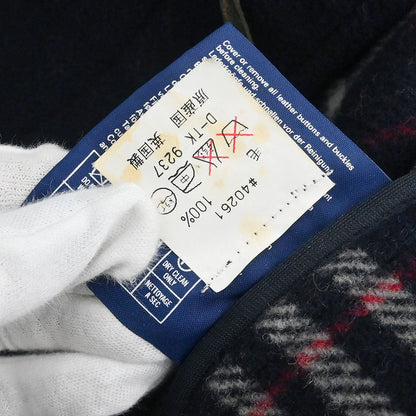 Cover or remove all leather buttons and buckles
before cleaning.
schnallen vor der Reinigung
#40261
毛 100%
D-TK 9237
原産国 英国製
DO
DRY CLEAN
ONLY
NETTOYAGE
A SEC